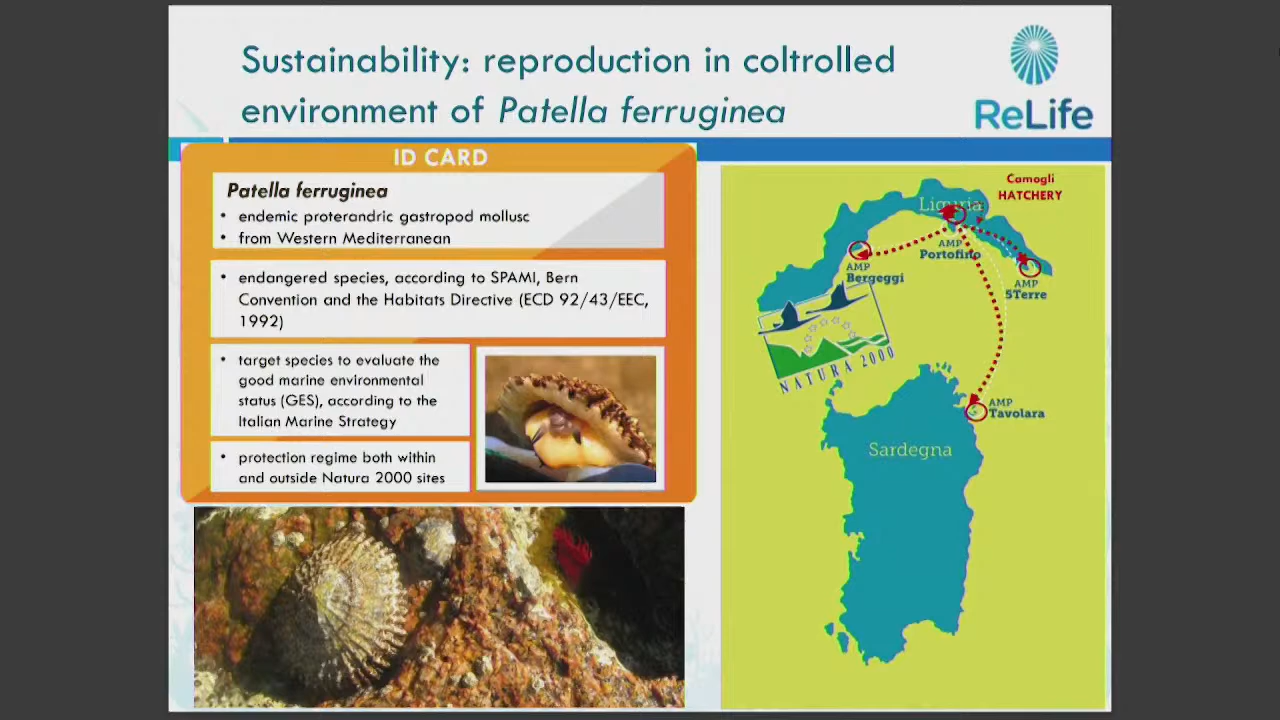 Sustainability: reproduction in coltrolled
environment of Patella ferruginea
ReLife
ID CARD
Patella ferruginea
• endemic proterandric gastropod mollusc
• from Western Mediterranean
• endangered species, according to SPAMI, Bern
Convention and the Habitats Directive (ECD 92/43/EEC,
1992)
• target species to evaluate the
good marine environmental
status (GES), according to the
Italian Marine Strategy
• protection regime both within
and outside Natura 2000 sites
Camogli
HATCHERY
Liguria
AMP
Portofino
AMP
Bergeggi
AMP
5Terre
NATURA 2000
AMP
Tavolara
Sardegna